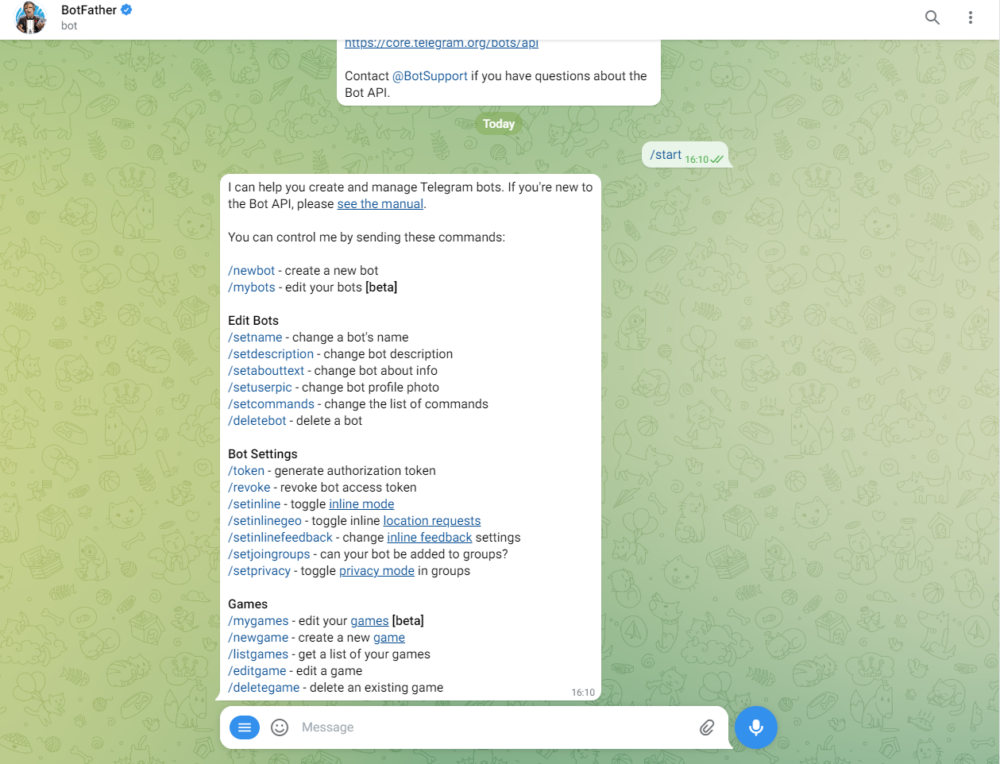 BotFather
bot
https://core.telegram.org/bots/api
Contact @BotSupport if you have questions about the
Bot API.
Today
/start 16:10
I can help you create and manage Telegram bots. If you're new to
the Bot API, please see the manual.
You can control me by sending these commands:
/newbot - create a new bot
/mybots - edit your bots [beta]
Edit Bots
/setname - change a bot's name
/setdescription - change bot description
/setabouttext - change bot about info
/setuserpic - change bot profile photo
/setcommands - change the list of commands
/deletebot - delete a bot
Bot Settings
/token - generate authorization token
/revoke - revoke bot access token
/setinline - toggle inline mode
/setinlinegeo - toggle inline location requests
/setinlinefeedback - change inline feedback settings
/setjoingroups - can your bot be added to groups?
/setprivacy - toggle privacy mode in groups
Games
/mygames - edit your games [beta]
/newgame - create a new game
/listgames - get a list of your games
/editgame - edit a game
/deletegame - delete an existing game
16:10
Message